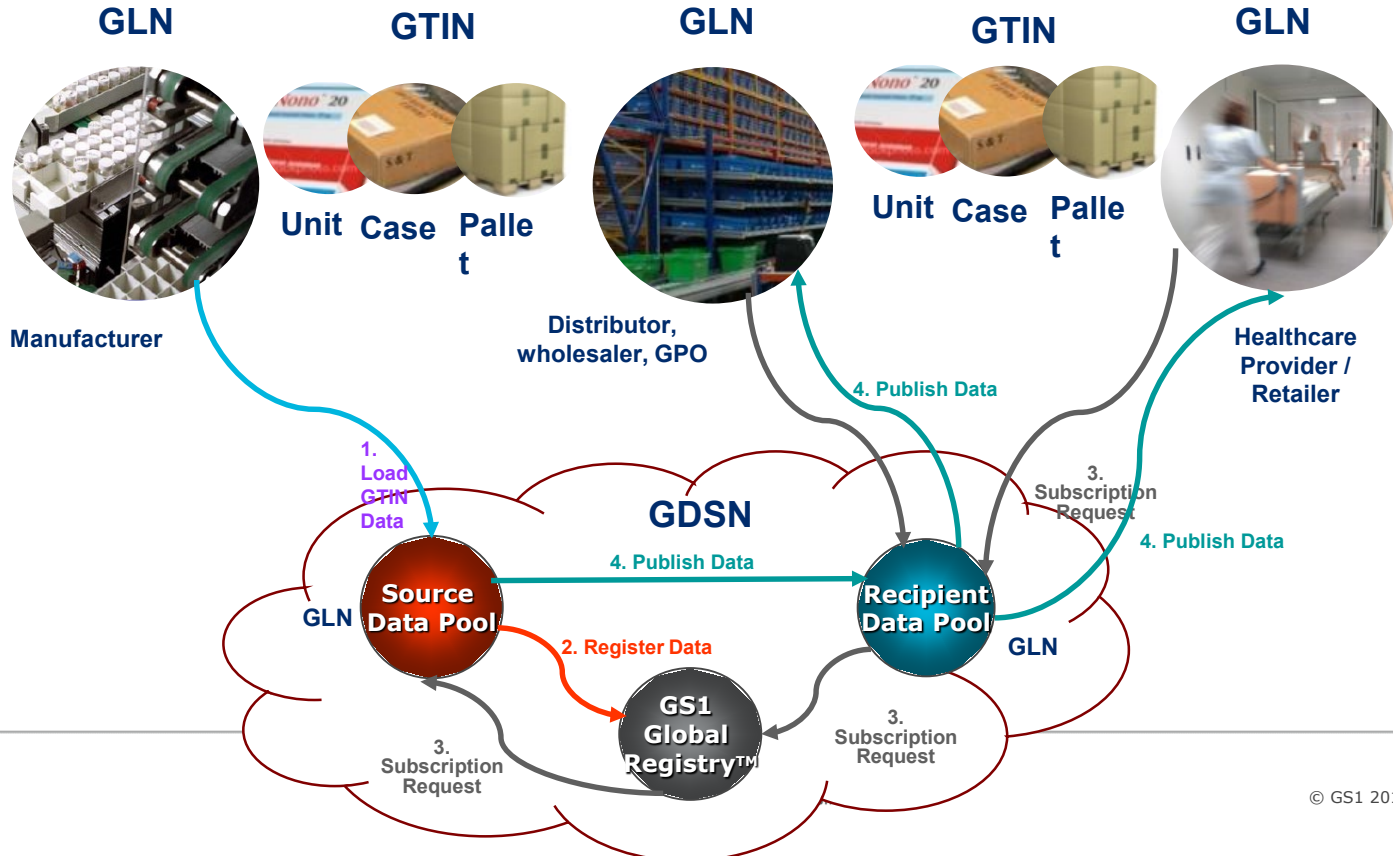 GLN
GTIN
GLN
GTIN
GLN
Unit
Case
Palle
t
Unit
Case
Palle
t
S & T
S & T
Manufacturer
Distributor,
wholesaler, GPO
Healthcare
Provider /
Retailer
4. Publish Data
1.
Load
GTIN
Data
GDSN
3.
Subscription
Request
4. Publish Data
4. Publish Data
Source
Data Pool
Recipient
Data Pool
GLN
GLN
2. Register Data
GS1
Global
Registry™
3.
Subscription
Request
3.
Subscription
Request
© GS1 201